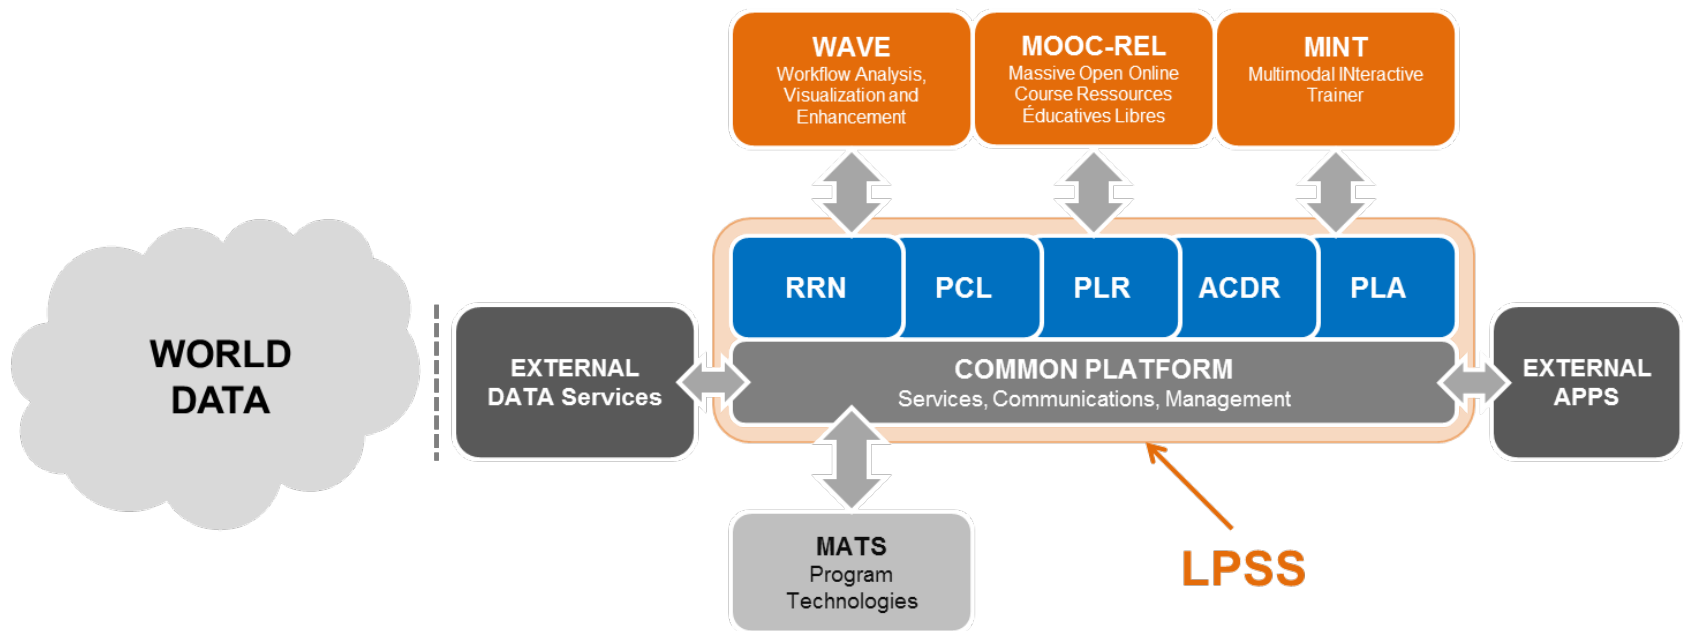 WAVE
Workflow Analysis,
Visualization and
Enhancement
MOOC-REL
Massive Open Online
Course Ressources
Éducatives Libres
MINT
Multimodal INteractive
Trainer
RRN
PCL
PLR
ACDR
PLA
WORLD
DATA
EXTERNAL
DATA Services
COMMON PLATFORM
Services, Communications, Management
EXTERNAL
APPS
MATS
Program
Technologies
LPSS